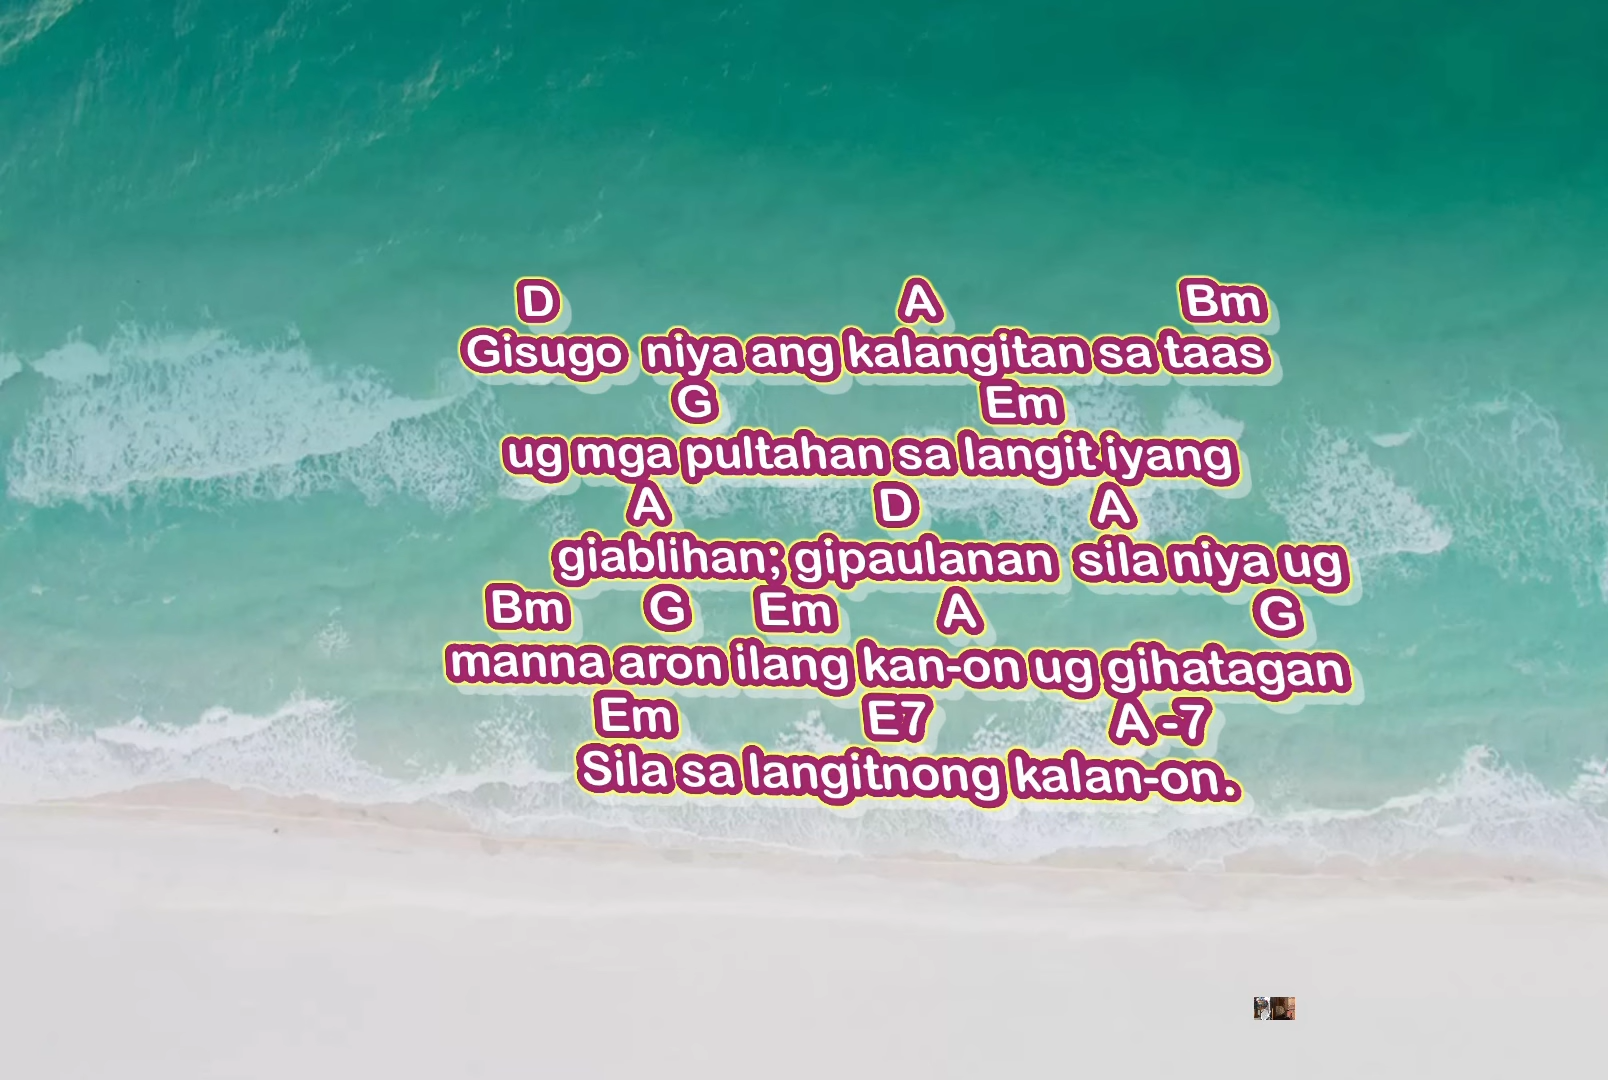 D A Bm
Gisugo niya ang kalangitan sa taas
G Em
ug mga pultahan sa langit iyang
A D A
giablihan; gipaulanan sila niya ug
Bm G Em A G
manna aron ilang kan-on ug gihatagan
Em E7 A -7
Sila sa langitnong kalan-on.